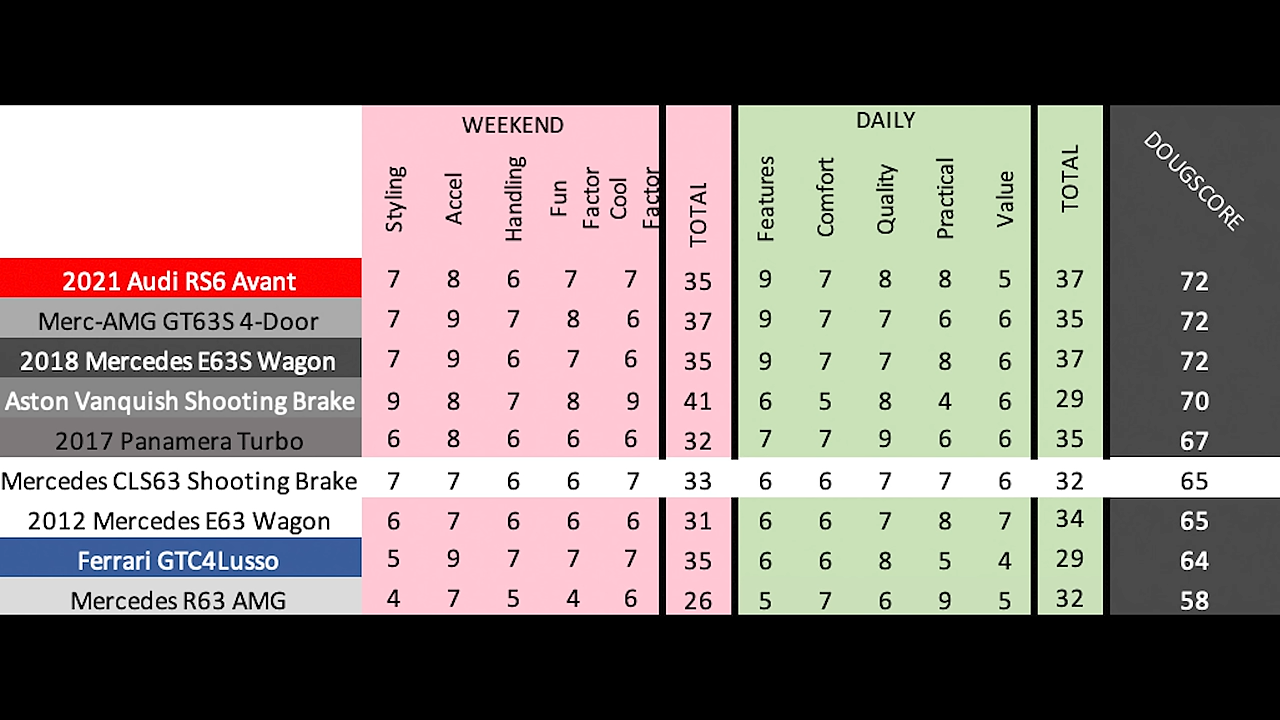 WEEKEND DAILY
Styling Accel Handling Fun Factor Cool Factor TOTAL Features Comfort Quality Practical Value TOTAL DOUGSCORE
2021 Audi RS6 Avant 7 8 6 7 7 35 9 7 8 8 5 37 72
Merc-AMG GT63S 4-Door 7 9 7 8 6 37 9 7 7 6 6 35 72
2018 Mercedes E63S Wagon 7 9 6 7 6 35 9 7 7 8 6 37 72
Aston Vanquish Shooting Brake 9 8 7 8 9 41 6 5 8 4 6 29 70
2017 Panamera Turbo 6 8 6 6 6 32 7 7 9 6 6 35 67
Mercedes CLS63 Shooting Brake 7 7 6 6 7 33 6 6 7 7 6 32 65
2012 Mercedes E63 Wagon 6 7 6 6 6 31 6 6 7 8 7 34 65
Ferrari GTC4Lusso 5 9 7 7 7 35 6 6 8 5 4 29 64
Mercedes R63 AMG 4 7 5 4 6 26 5 7 6 9 5 32 58